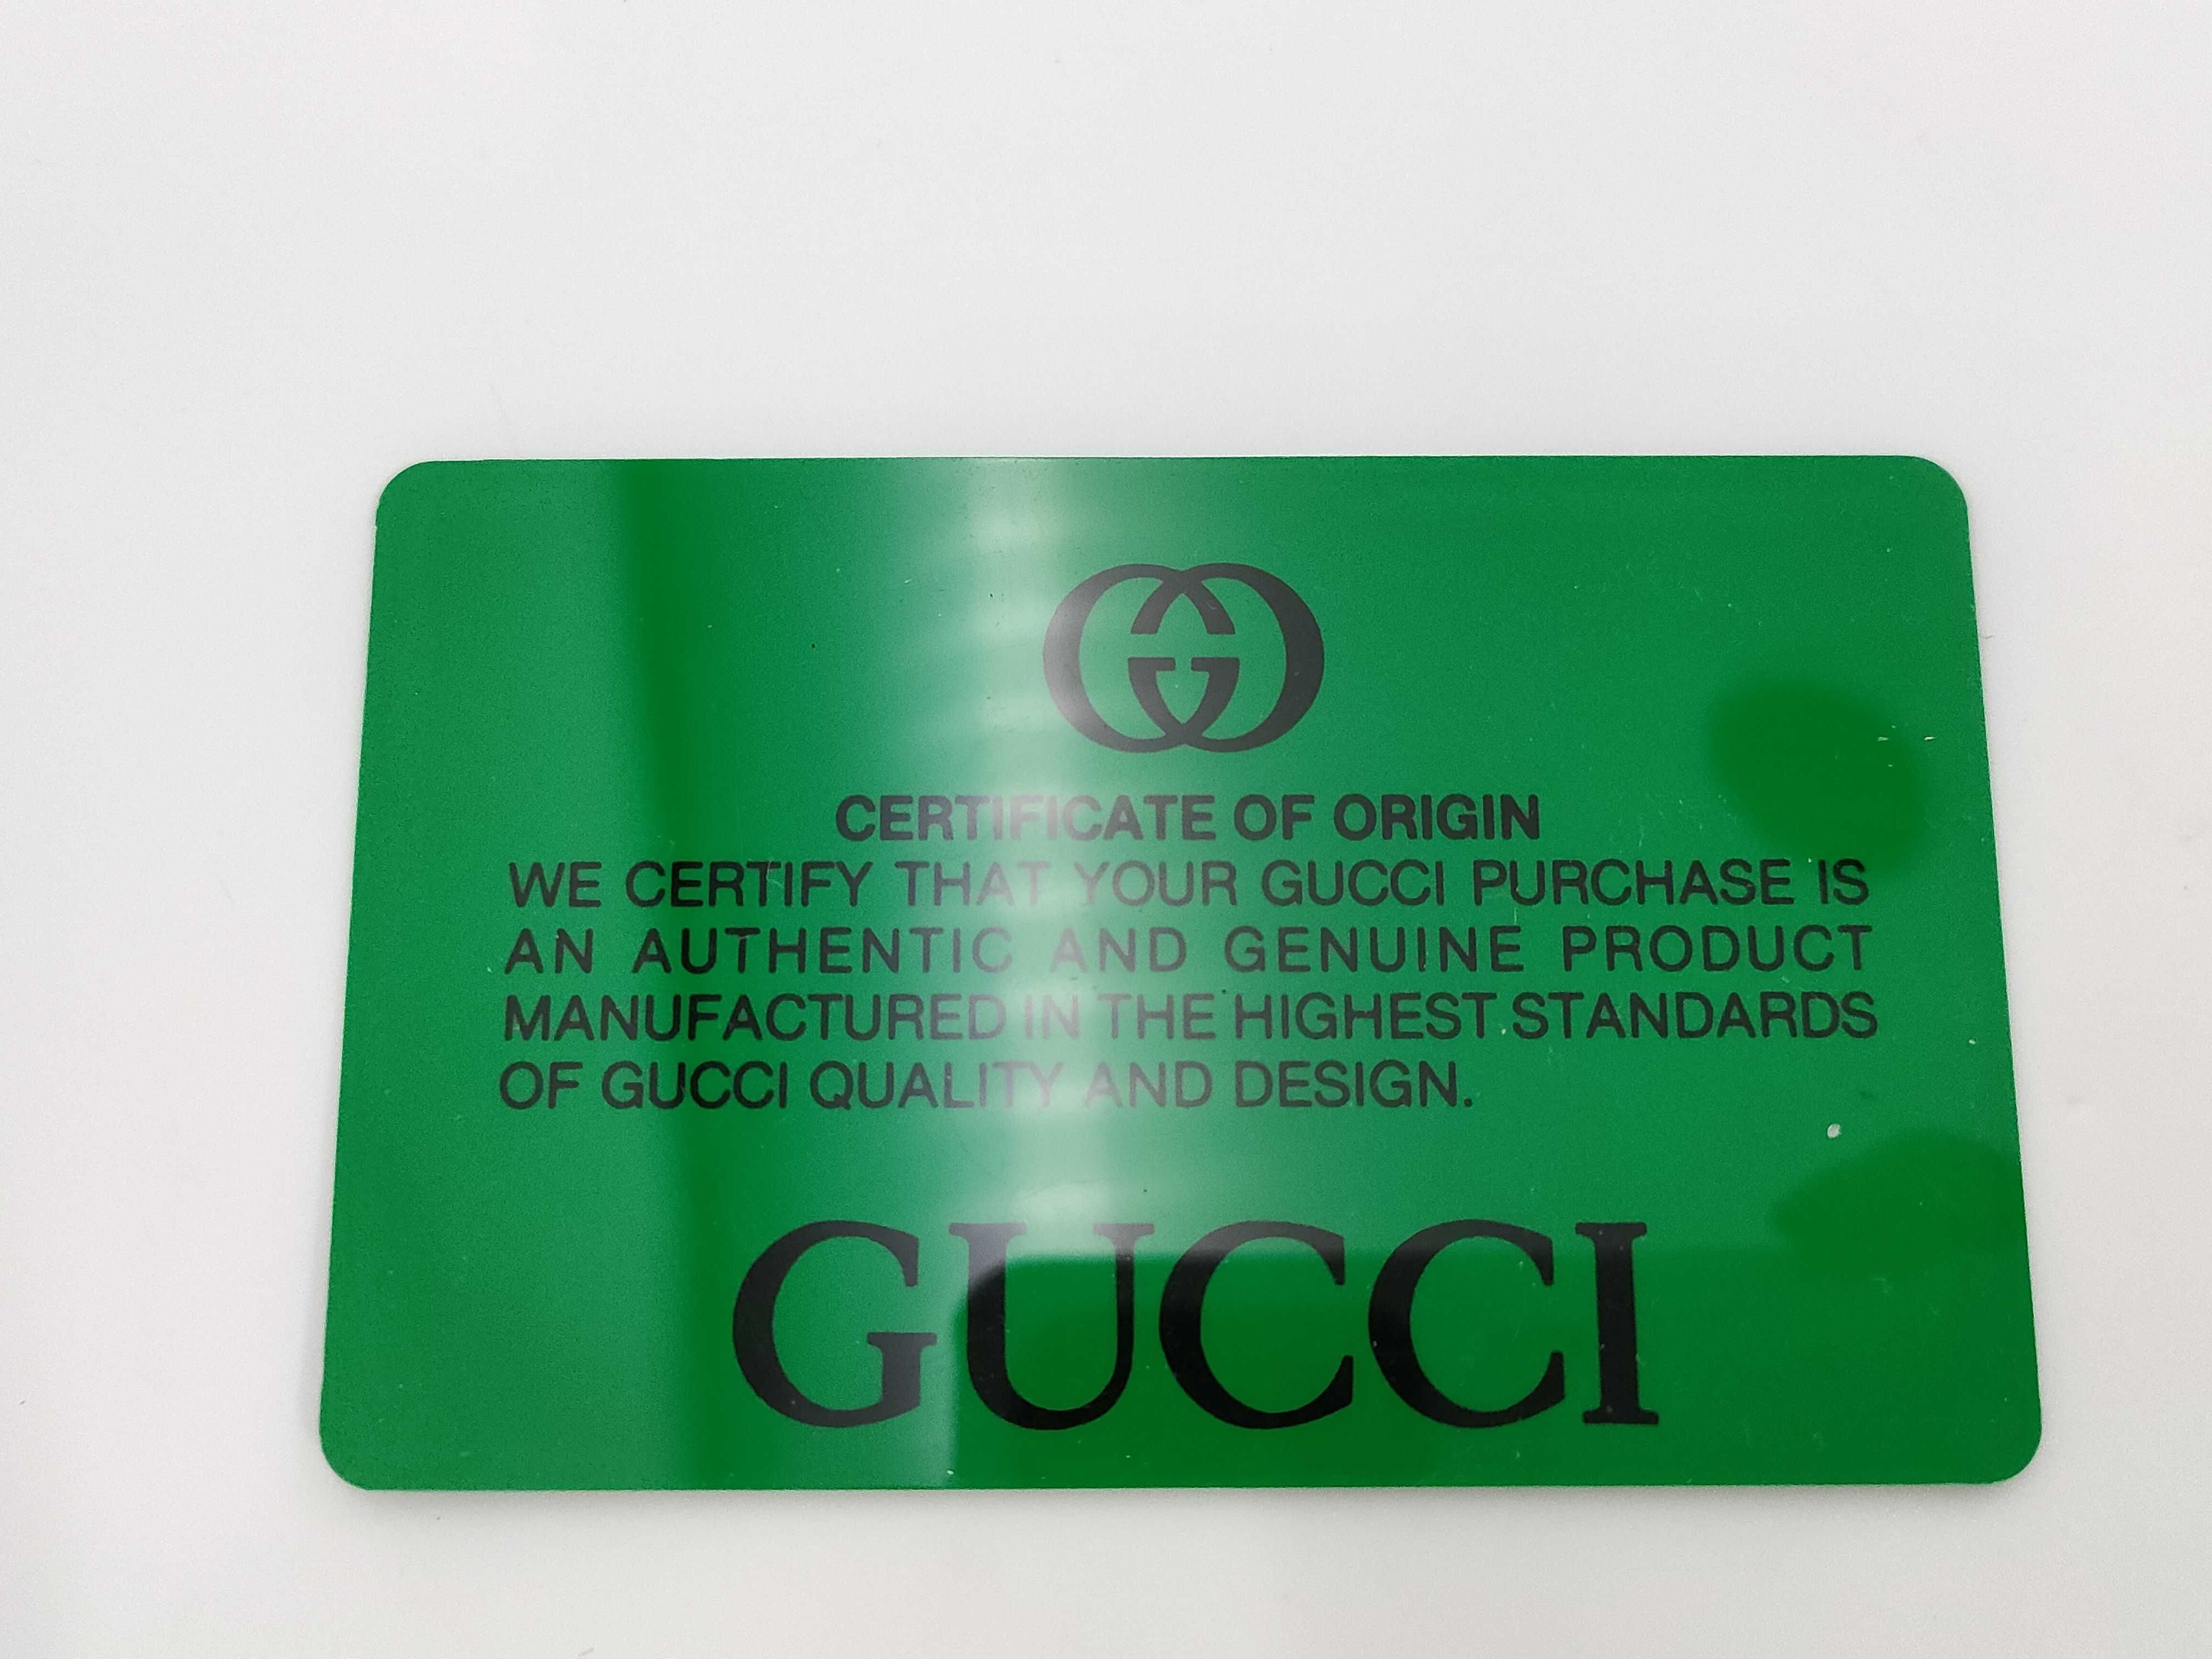 CERTIFICATE OF ORIGIN
WE CERTIFY THAT YOUR GUCCI PURCHASE IS
AN AUTHENTIC AND GENUINE PRODUCT
MANUFACTURED IN THE HIGHEST STANDARDS
OF GUCCI QUALITY AND DESIGN.
GUCCI